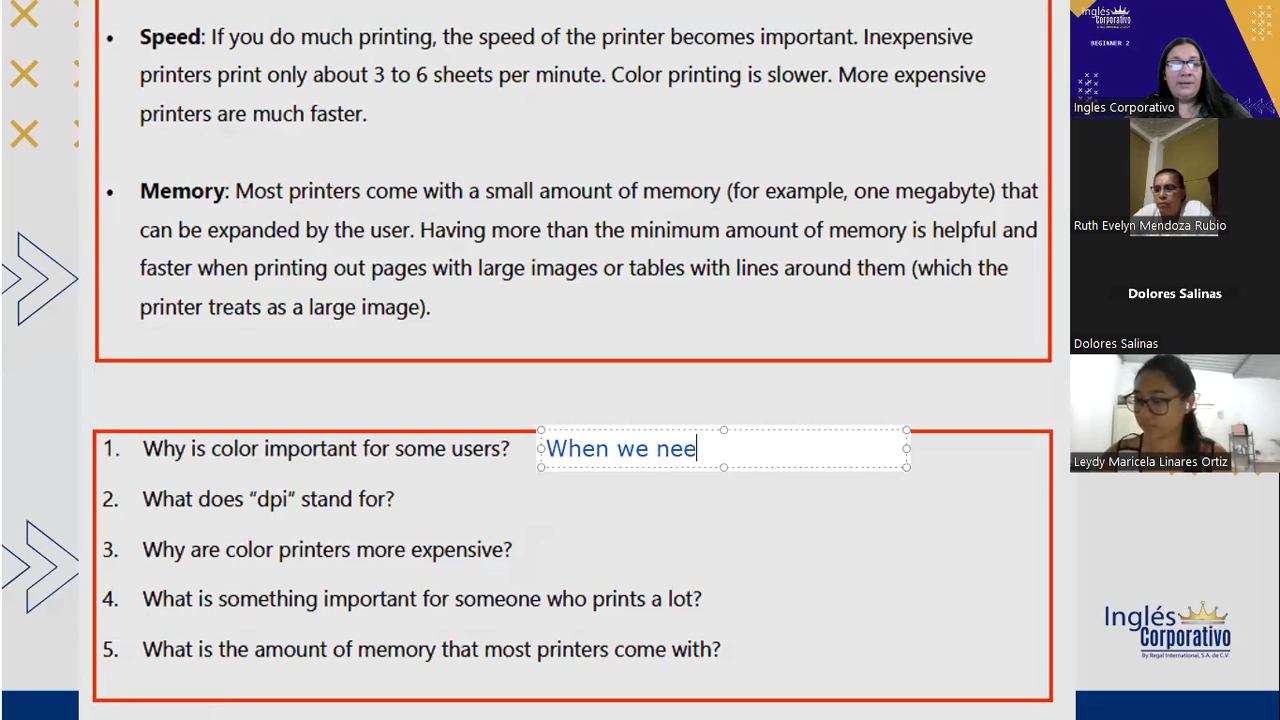 • Speed: If you do much printing, the speed of the printer becomes important. Inexpensive
printers print only about 3 to 6 sheets per minute. Color printing is slower. More expensive
printers are much faster.
• Memory: Most printers come with a small amount of memory (for example, one megabyte) that
can be expanded by the user. Having more than the minimum amount of memory is helpful and
faster when printing out pages with large images or tables with lines around them (which the
printer treats as a large image).
1. Why is color important for some users? When we nee
2. What does “dpi“ stand for?
3. Why are color printers more expensive?
4. What is something important for someone who prints a lot?
5. What is the amount of memory that most printers come with?
Inglés
Corporativo
BEGINNER 2
Ingles Corporativo
Ruth Evelyn Mendoza Rubio
Dolores Salinas
Dolores Salinas
Leydy Maricela Linares Ortiz
Inglés
Corporativo
By Regal International, S.A. de C.V.